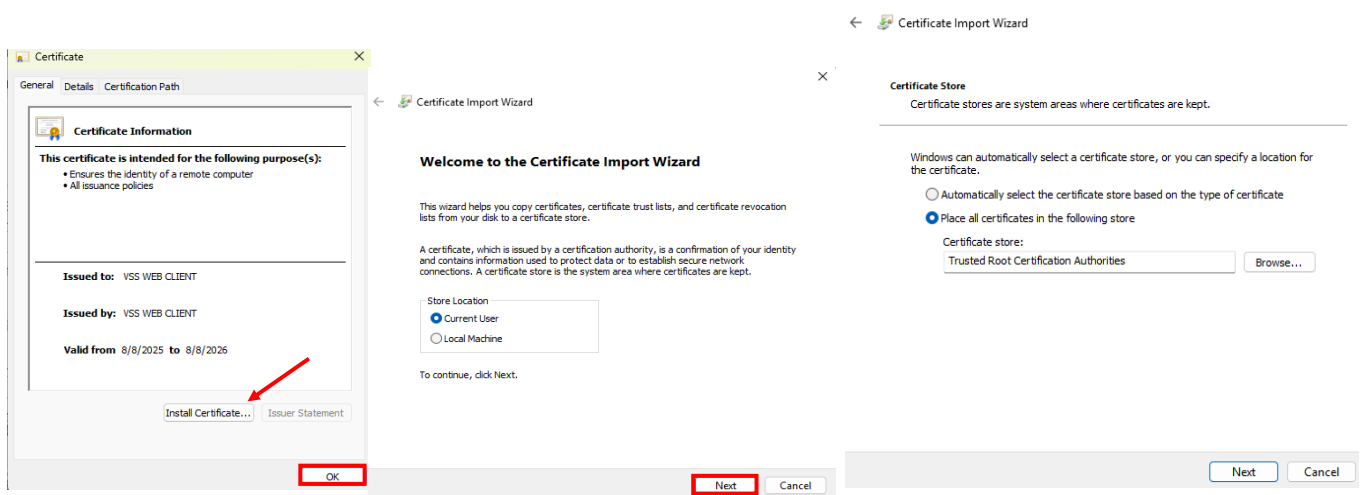 Certificate
General Details Certification Path
Certificate Information
This certificate is intended for the following purpose(s):
• Ensures the identity of a remote computer
• All issuance policies
Issued to: VSS WEB CLIENT
Issued by: VSS WEB CLIENT
Valid from 8/8/2025 to 8/8/2026
Install Certificate... Issuer Statement
OK
Certificate Import Wizard
Welcome to the Certificate Import Wizard
This wizard helps you copy certificates, certificate trust lists, and certificate revocation
lists from your disk to a certificate store.
A certificate, which is issued by a certification authority, is a confirmation of your identity
and contains information used to protect data or to establish secure network
connections. A certificate store is the system area where certificates are kept.
Store Location
Current User
Local Machine
To continue, click Next.
Next Cancel
Certificate Import Wizard
Certificate Store
Certificate stores are system areas where certificates are kept.
Windows can automatically select a certificate store, or you can specify a location for
the certificate.
Automatically select the certificate store based on the type of certificate
Place all certificates in the following store
Certificate store:
Trusted Root Certification Authorities Browse...
Next Cancel